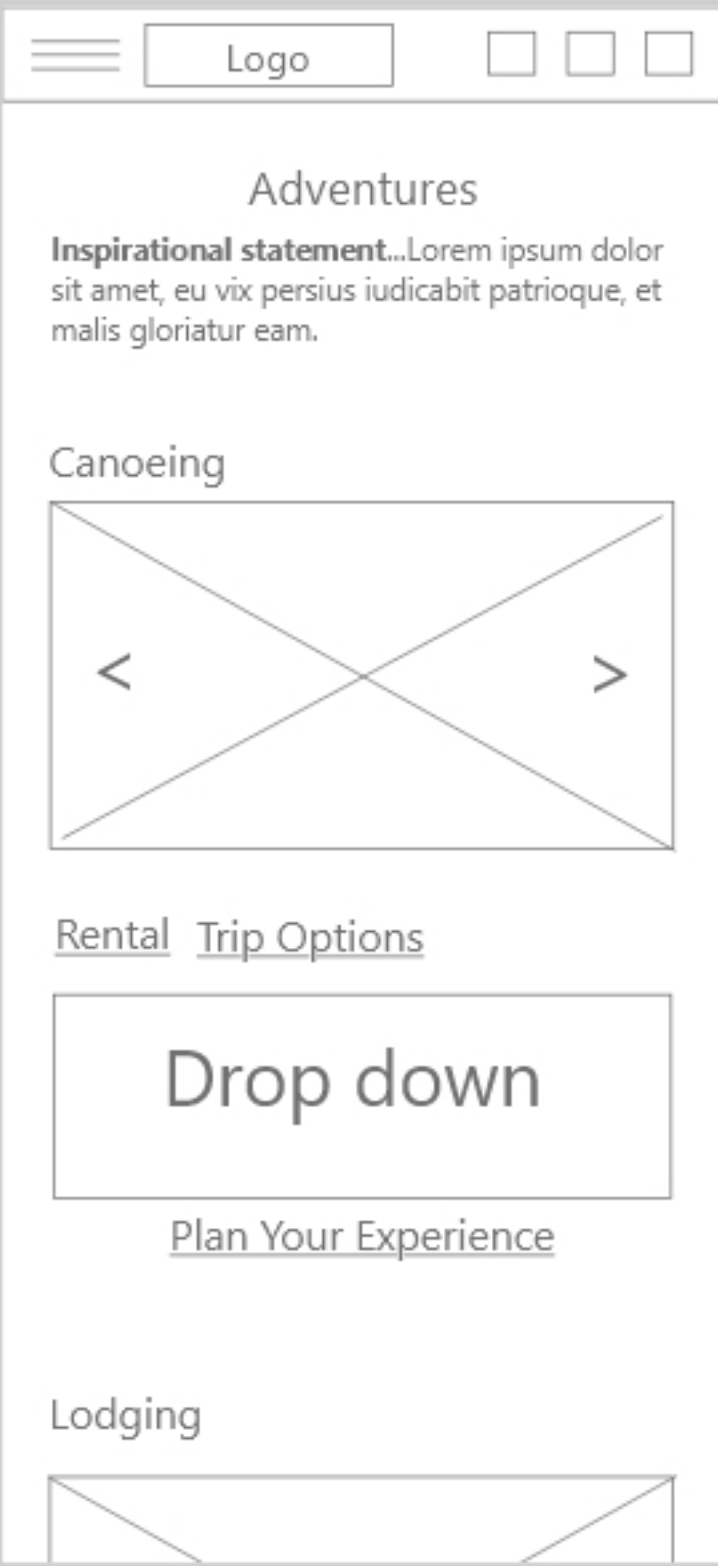 Logo
Adventures
Inspirational statement...Lorem ipsum dolor
sit amet, eu vix persius iudicabit patrioque, et
malis gloriatur eam.
Canoeing
< >
Rental Trip Options
Drop down
Plan Your Experience
Lodging